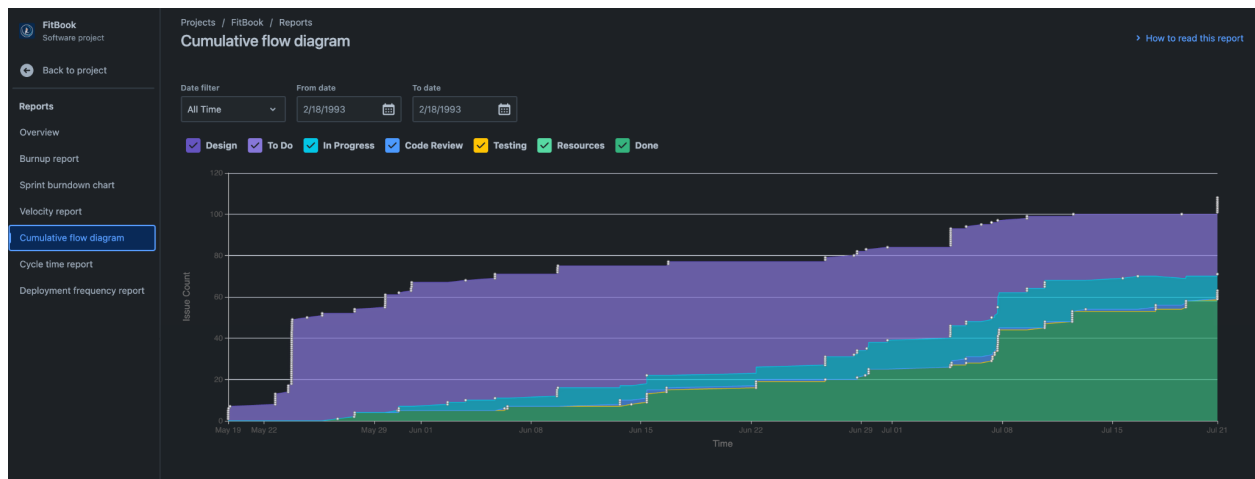 FitBook
Software project
Back to project
Reports
Overview
Burnup report
Sprint burndown chart
Velocity report
Cumulative flow diagram
Cycle time report
Deployment frequency report
Projects / FitBook / Reports
Cumulative flow diagram
How to read this report
Date filter From date To date
All Time 2/18/1993 2/18/1993
Design To Do In Progress Code Review Testing Resources Done
120
100
80
60
40
20
0
Issue Count
May 19 May 22 May 29 Jun 01 Jun 08 Jun 15 Jun 22 Jun 29 Jul 01 Jul 08 Jul 15 Jul 21
Time